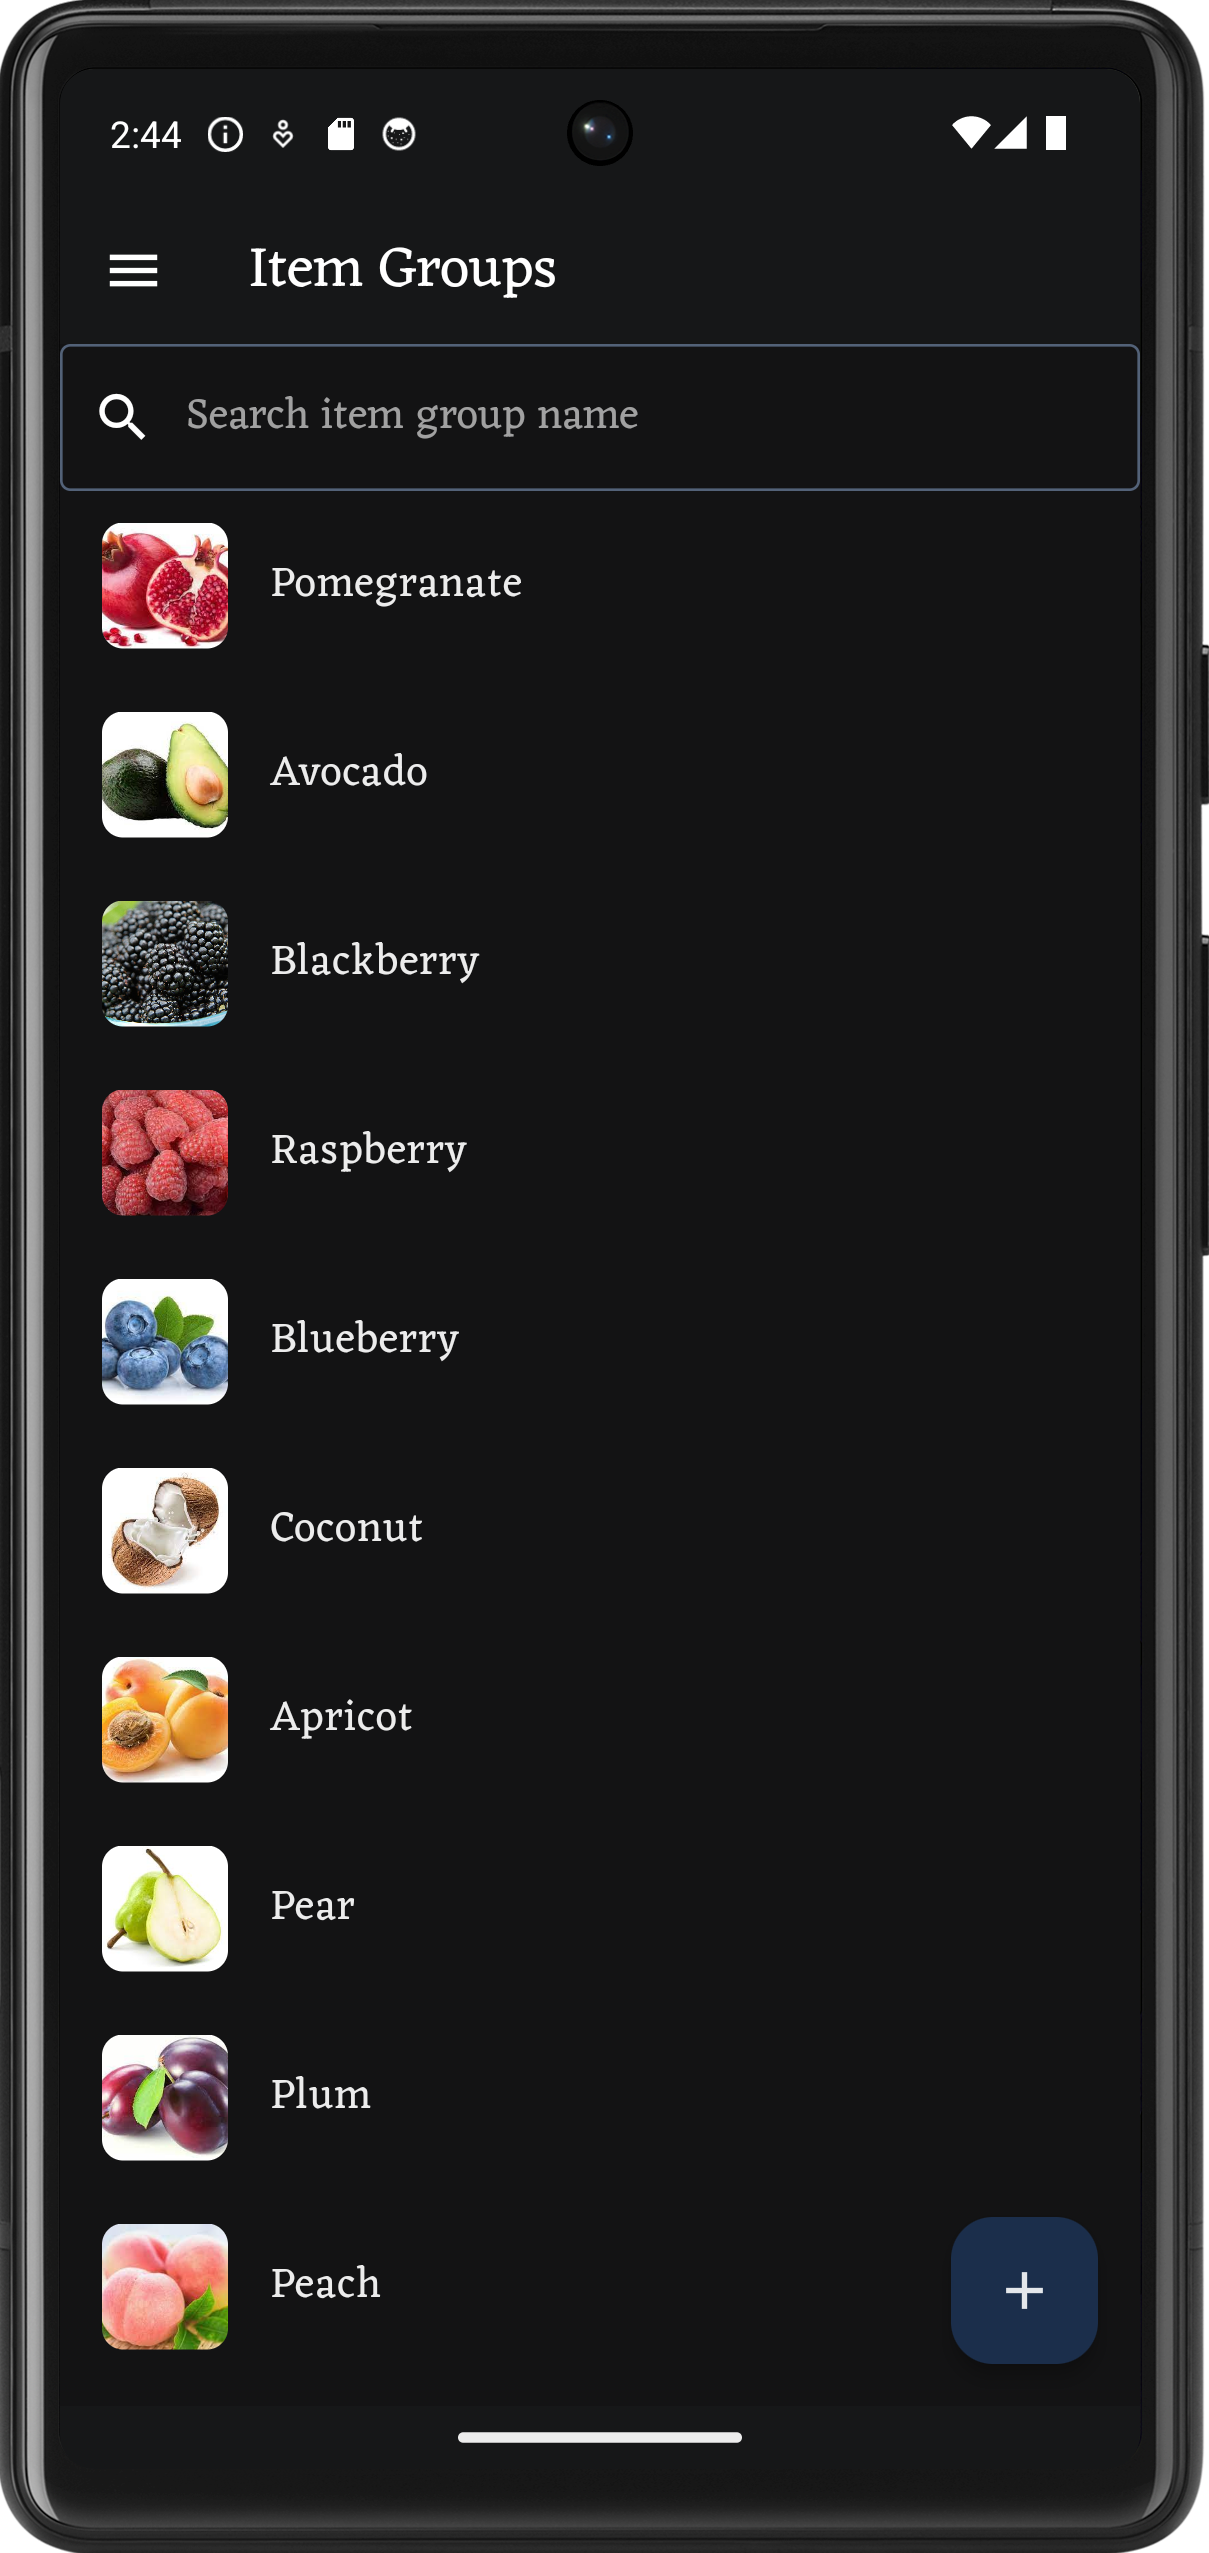 2:44
Item Groups
Search item group name
Pomegranate
Avocado
Blackberry
Raspberry
Blueberry
Coconut
Apricot
Pear
Plum
Peach